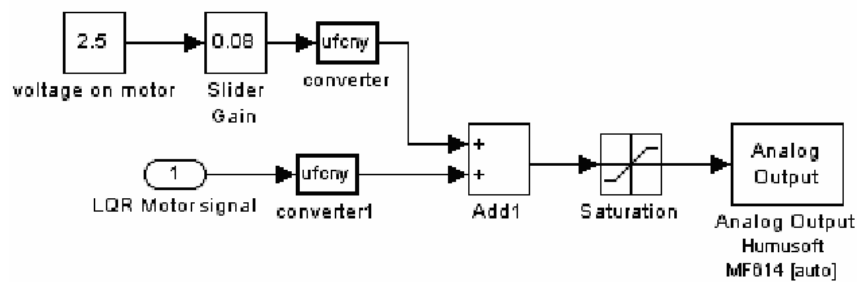 2.5
0.08
ufcny
voltage on motor
Slider
Gain
converter
+
+
1
ufcny
LQR Motor signal
converter1
Add1
Saturation
Analog
Output
Analog Output
Humusoft
MF614 [auto]